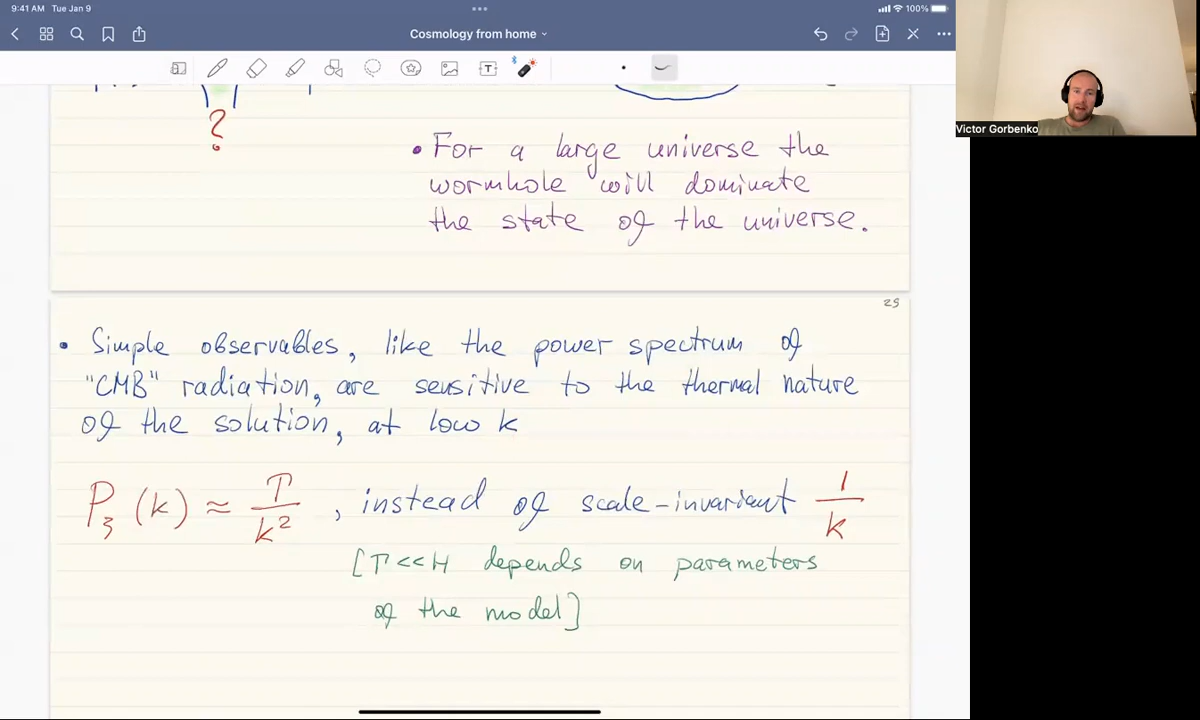 9:41 AM Tue Jan 9
100%
Cosmology from home
Victor Gorbenko
?
• For a large universe the
wormhole will dominate
the state of the universe.
25
• Simple observables, like the power spectrum of
"CMB" radiation, are sensitive to the thermal nature
of the solution, at low k
P_ζ(k) ≈ T/k², instead of scale-invariant 1/k
[T<<H depends on parameters
of the model]